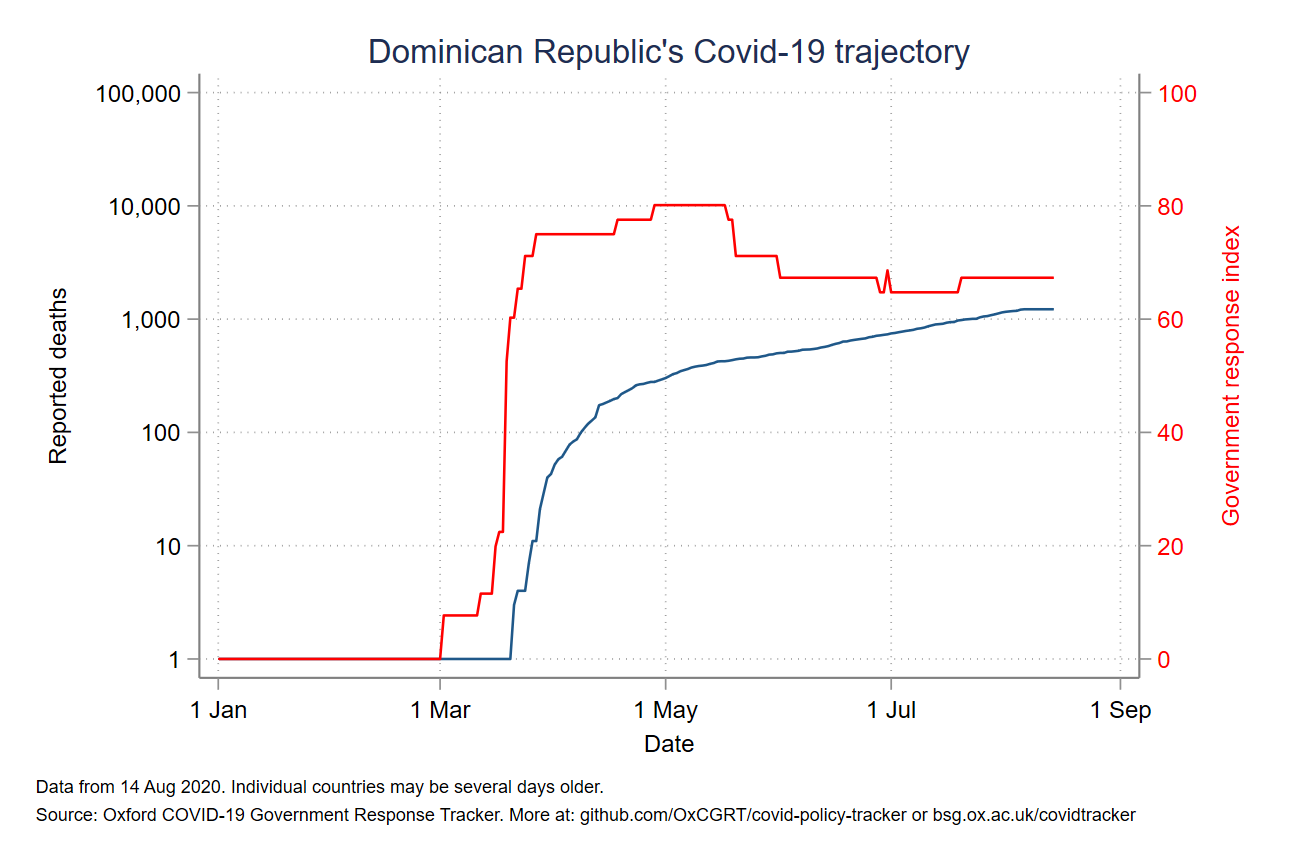 Dominican Republic's Covid-19 trajectory
100,000
10,000
1,000
100
10
1
Reported deaths
100
80
60
40
20
0
Government response index
1 Jan
1 Mar
1 May
1 Jul
1 Sep
Date
Data from 14 Aug 2020. Individual countries may be several days older.
Source: Oxford COVID-19 Government Response Tracker. More at: github.com/OxCGRT/covid-policy-tracker or bsg.ox.ac.uk/covidtracker